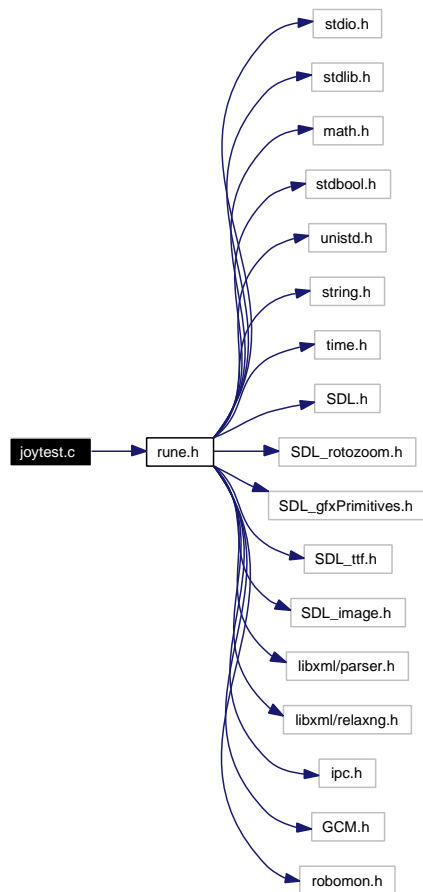 stdio.h
stdlib.h
math.h
stdbool.h
unistd.h
string.h
time.h
SDL.h
joytest.c
rune.h
SDL_rotozoom.h
SDL_gfxPrimitives.h
SDL_ttf.h
SDL_image.h
libxml/parser.h
libxml/relaxng.h
ipc.h
GCM.h
robomon.h